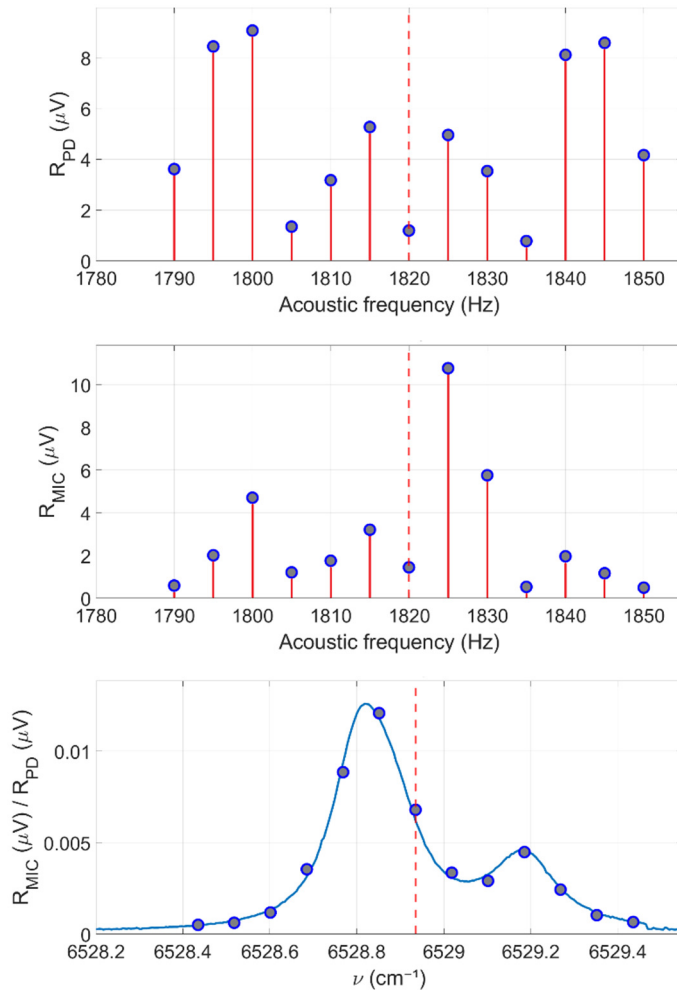 8
6
4
2
0
R_PD (μV)
1780 1790 1800 1810 1820 1830 1840 1850
Acoustic frequency (Hz)
10
8
6
4
2
0
R_MIC (μV)
1780 1790 1800 1810 1820 1830 1840 1850
Acoustic frequency (Hz)
0.01
0.005
0
R_MIC (μV) / R_PD (μV)
6528.2 6528.4 6528.6 6528.8 6529 6529.2 6529.4
ν (cm⁻¹)